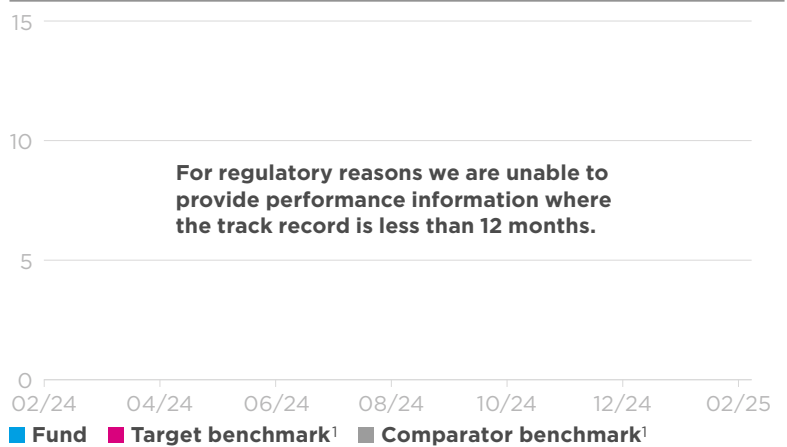 15
10
For regulatory reasons we are unable to
provide performance information where
the track record is less than 12 months.
5
0
02/24 04/24 06/24 08/24 10/24 12/24 02/25
Fund Target benchmark¹ Comparator benchmark¹